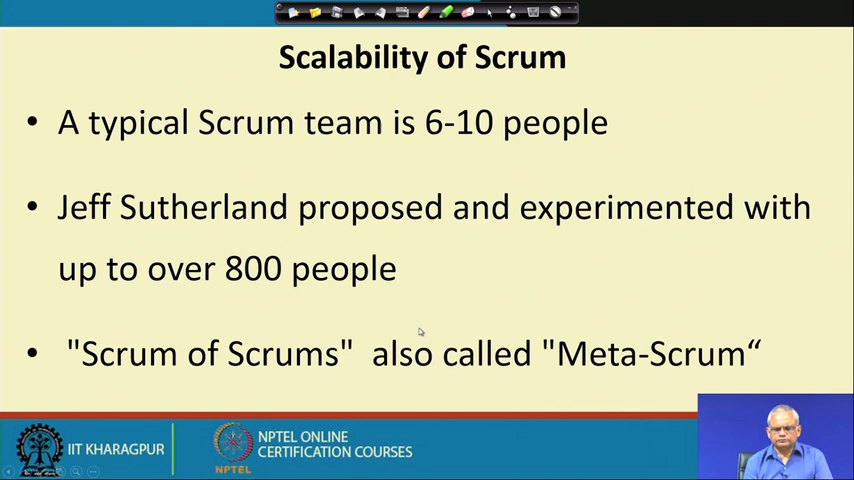 Scalability of Scrum
• A typical Scrum team is 6-10 people
• Jeff Sutherland proposed and experimented with
up to over 800 people
• "Scrum of Scrums" also called "Meta-Scrum“
IIT KHARAGPUR
NPTEL
NPTEL ONLINE
CERTIFICATION COURSES